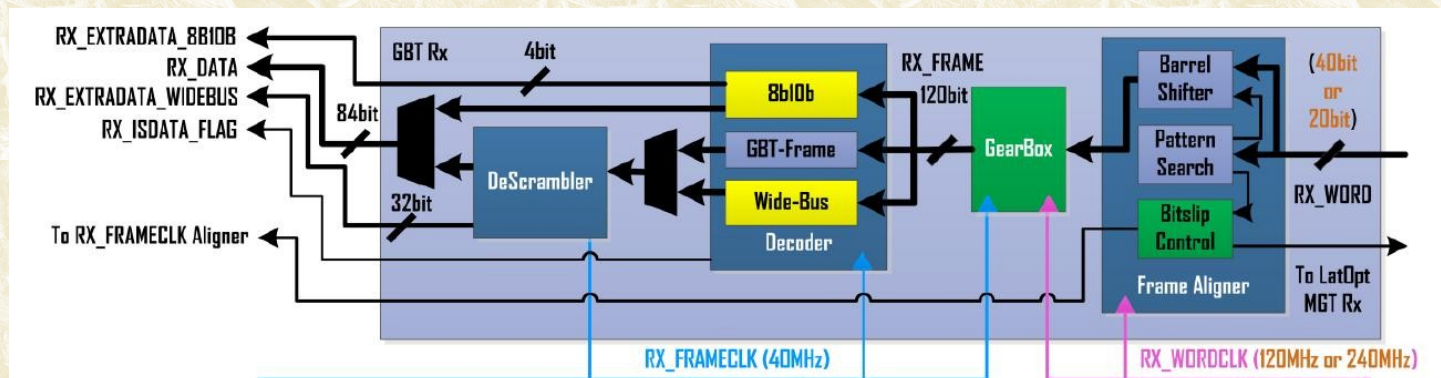 RX_EXTRADATA_8B10B
RX_DATA
RX_EXTRADATA_WIDEBUS
RX_ISDATA_FLAG
To RX_FRAMECLK Aligner
GBT Rx
4bit
84bit
32bit
DeScrambler
8b10b
GBT-Frame
Wide-Bus
Decoder
RX_FRAME
120bit
GearBox
Barrel
Shifter
Pattern
Search
Bitslip
Control
Frame Aligner
(40bit
or
20bit)
RX_WORD
To LatOpt
MGT Rx
RX_FRAMECLK (40MHz)
RX_WORDCLK (120MHz or 240MHz)